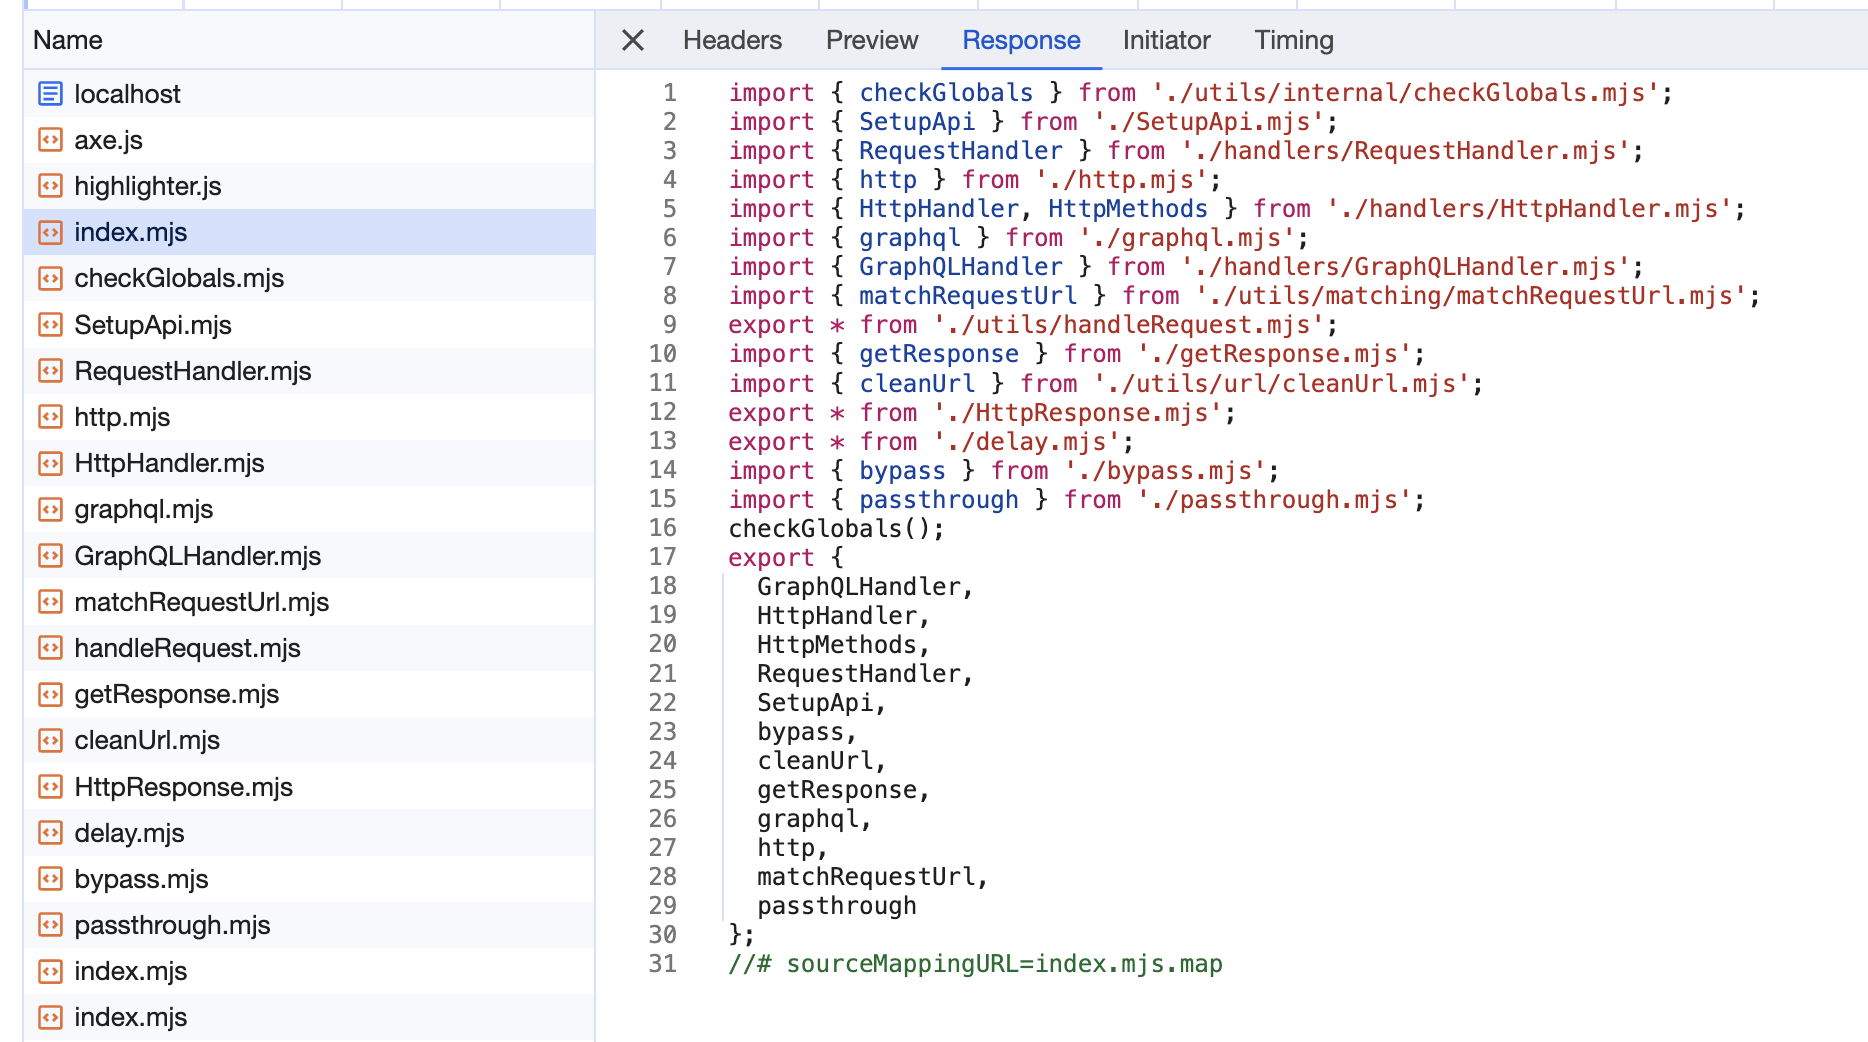 Name
localhost
axe.js
highlighter.js
index.mjs
checkGlobals.mjs
SetupApi.mjs
RequestHandler.mjs
http.mjs
HttpHandler.mjs
graphql.mjs
GraphQLHandler.mjs
matchRequestUrl.mjs
handleRequest.mjs
getResponse.mjs
cleanUrl.mjs
HttpResponse.mjs
delay.mjs
bypass.mjs
passthrough.mjs
index.mjs
index.mjs
Headers Preview Response Initiator Timing
1 import { checkGlobals } from './utils/internal/checkGlobals.mjs';
2 import { SetupApi } from './SetupApi.mjs';
3 import { RequestHandler } from './handlers/RequestHandler.mjs';
4 import { http } from './http.mjs';
5 import { HttpHandler, HttpMethods } from './handlers/HttpHandler.mjs';
6 import { graphql } from './graphql.mjs';
7 import { GraphQLHandler } from './handlers/GraphQLHandler.mjs';
8 import { matchRequestUrl } from './utils/matching/matchRequestUrl.mjs';
9 export * from './utils/handleRequest.mjs';
10 import { getResponse } from './getResponse.mjs';
11 import { cleanUrl } from './utils/url/cleanUrl.mjs';
12 export * from './HttpResponse.mjs';
13 export * from './delay.mjs';
14 import { bypass } from './bypass.mjs';
15 import { passthrough } from './passthrough.mjs';
16 checkGlobals();
17 export {
18 GraphQLHandler,
19 HttpHandler,
20 HttpMethods,
21 RequestHandler,
22 SetupApi,
23 bypass,
24 cleanUrl,
25 getResponse,
26 graphql,
27 http,
28 matchRequestUrl,
29 passthrough
30 };
31 //# sourceMappingURL=index.mjs.map